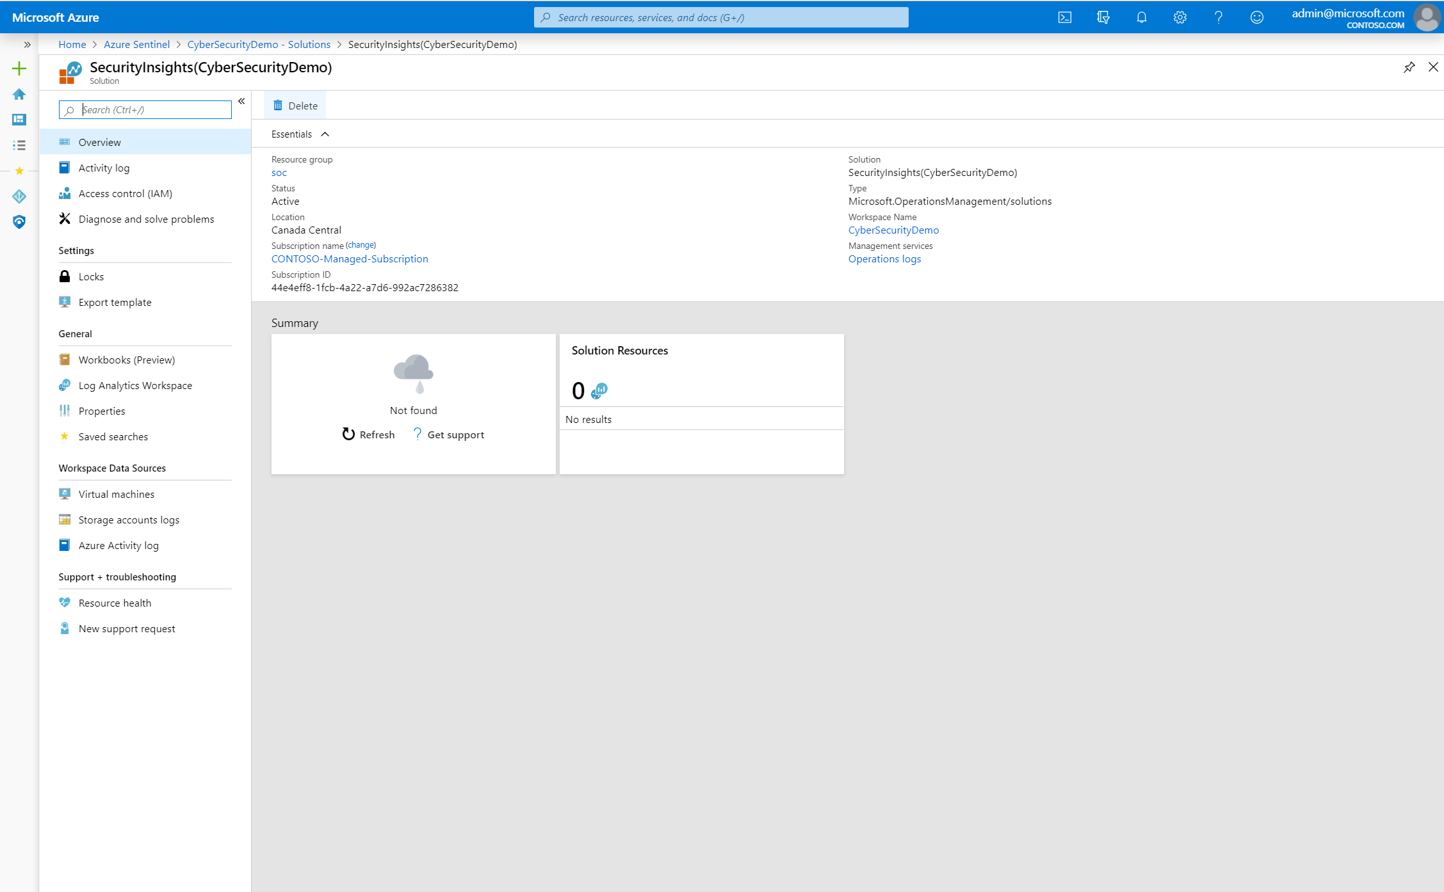 Microsoft Azure
Search resources, services, and docs (G+/)
admin@microsoft.com
CONTOSO.COM
Home > Azure Sentinel > CyberSecurityDemo - Solutions > SecurityInsights(CyberSecurityDemo)
SecurityInsights(CyberSecurityDemo)
Solution
Search (Ctrl+/)
Overview
Activity log
Access control (IAM)
Diagnose and solve problems
Settings
Locks
Export template
General
Workbooks (Preview)
Log Analytics Workspace
Properties
Saved searches
Workspace Data Sources
Virtual machines
Storage accounts logs
Azure Activity log
Support + troubleshooting
Resource health
New support request
Delete
Essentials
Resource group
soc
Status
Active
Location
Canada Central
Subscription name (change)
CONTOSO-Managed-Subscription
Subscription ID
44e4eff8-1fcb-4a22-a7d6-992ac7286382
Solution
SecurityInsights(CyberSecurityDemo)
Type
Microsoft.OperationsManagement/solutions
Workspace Name
CyberSecurityDemo
Management services
Operations logs
Summary
Not found
Refresh
? Get support
Solution Resources
0
No results